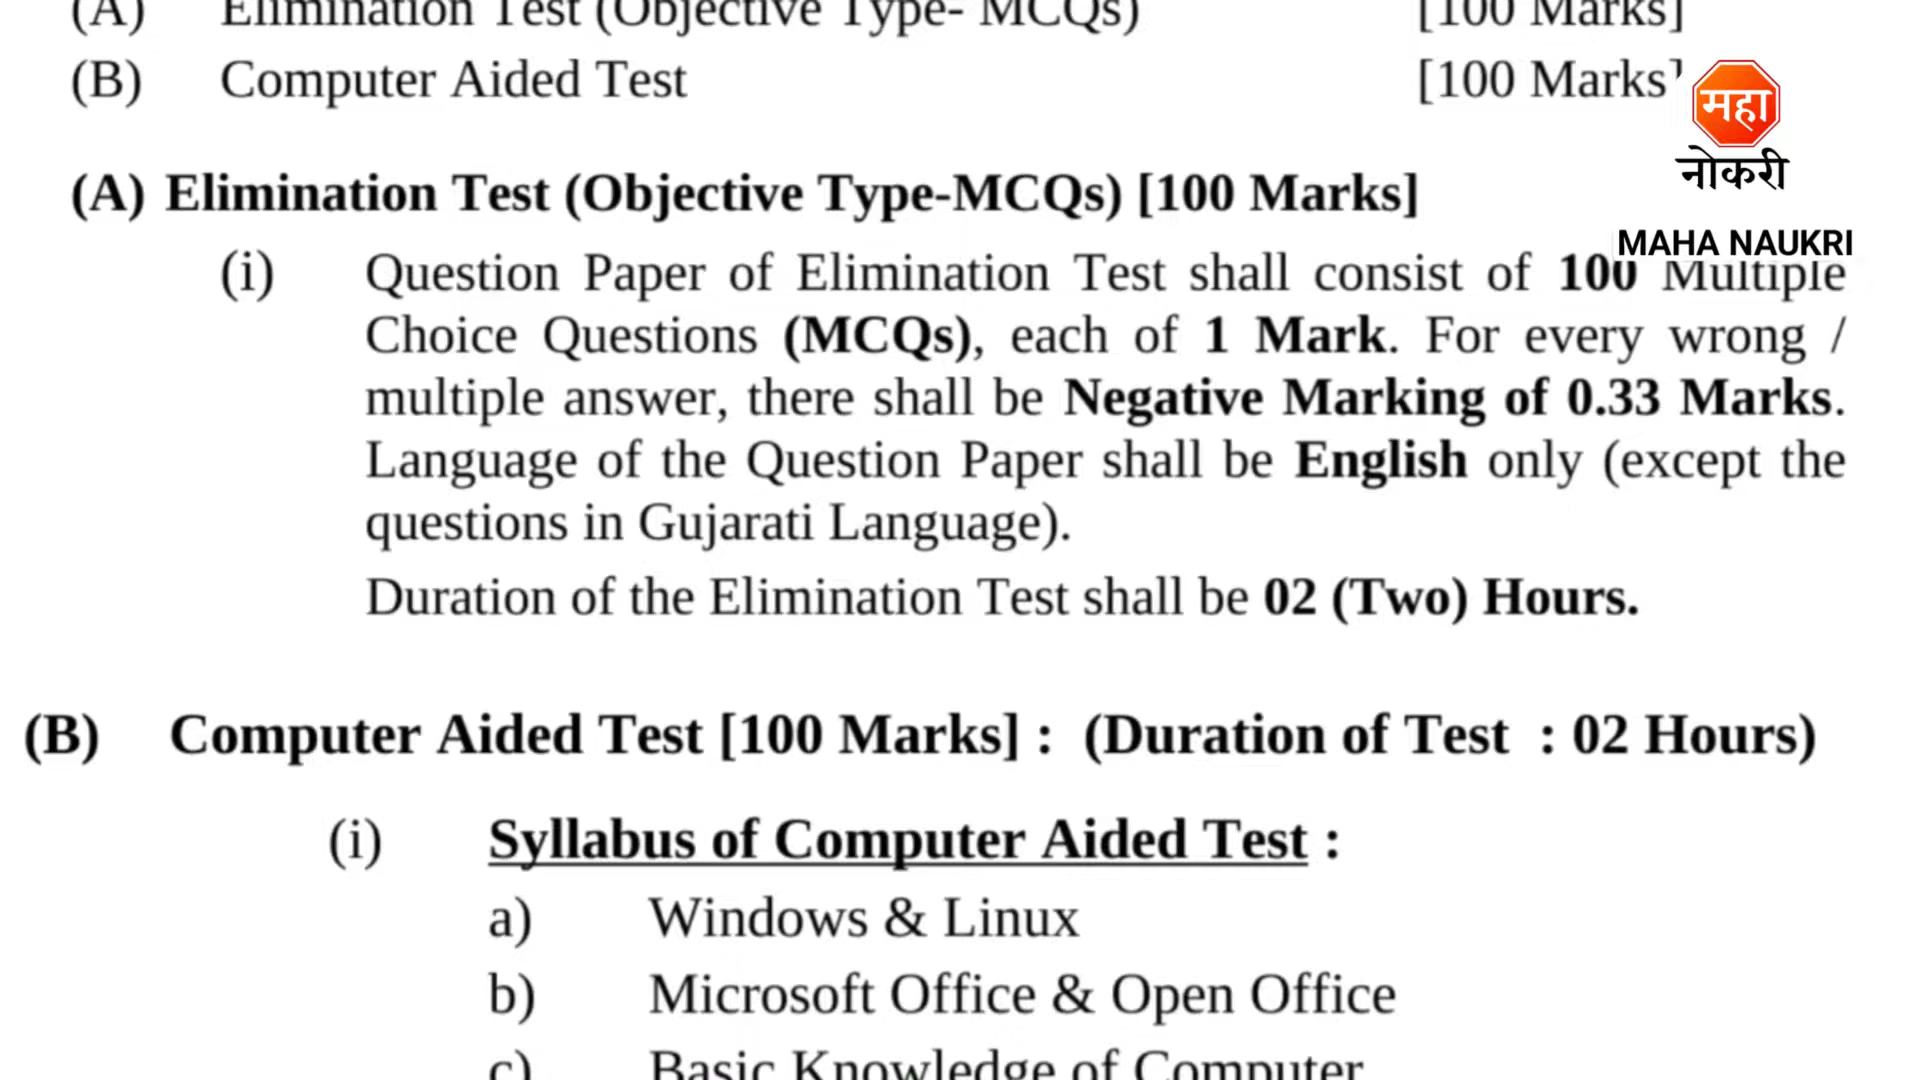 (A) Elimination Test (Objective Type- MCQs) [100 Marks]
(B) Computer Aided Test [100 Marks]
महा
नोकरी
MAHA NAUKRI
(A) Elimination Test (Objective Type-MCQs) [100 Marks]
(i) Question Paper of Elimination Test shall consist of 100 Multiple
Choice Questions (MCQs), each of 1 Mark. For every wrong /
multiple answer, there shall be Negative Marking of 0.33 Marks.
Language of the Question Paper shall be English only (except the
questions in Gujarati Language).
Duration of the Elimination Test shall be 02 (Two) Hours.
(B) Computer Aided Test [100 Marks] : (Duration of Test : 02 Hours)
(i) Syllabus of Computer Aided Test :
a) Windows & Linux
b) Microsoft Office & Open Office
c) Basic Knowledge of Computer